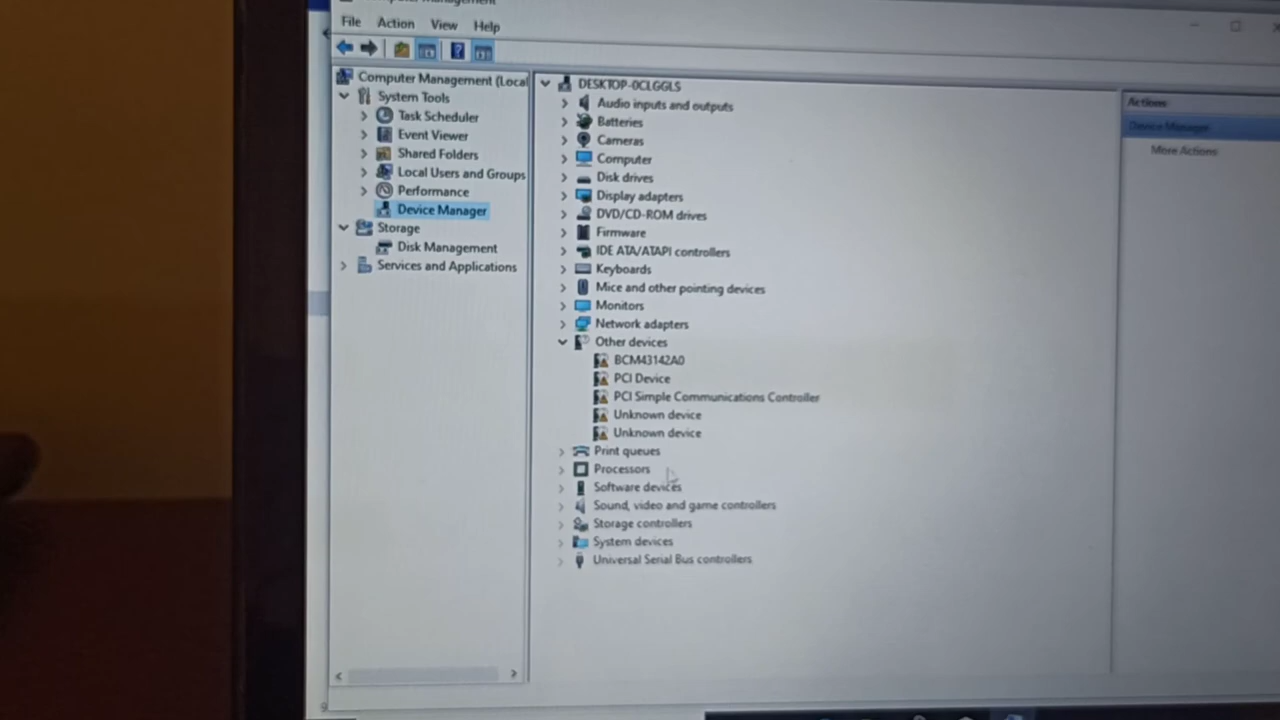 File Action View Help
Computer Management (Local
System Tools
Task Scheduler
Event Viewer
Shared Folders
Local Users and Groups
Performance
Device Manager
Storage
Disk Management
Services and Applications
DESKTOP-0CLGGLS
Audio inputs and outputs
Batteries
Cameras
Computer
Disk drives
Display adapters
DVD/CD-ROM drives
Firmware
IDE ATA/ATAPI controllers
Keyboards
Mice and other pointing devices
Monitors
Network adapters
Other devices
BCM43142A0
PCI Device
PCI Simple Communications Controller
Unknown device
Unknown device
Print queues
Processors
Software devices
Sound, video and game controllers
Storage controllers
System devices
Universal Serial Bus controllers
Actions
Device Manager
More Actions